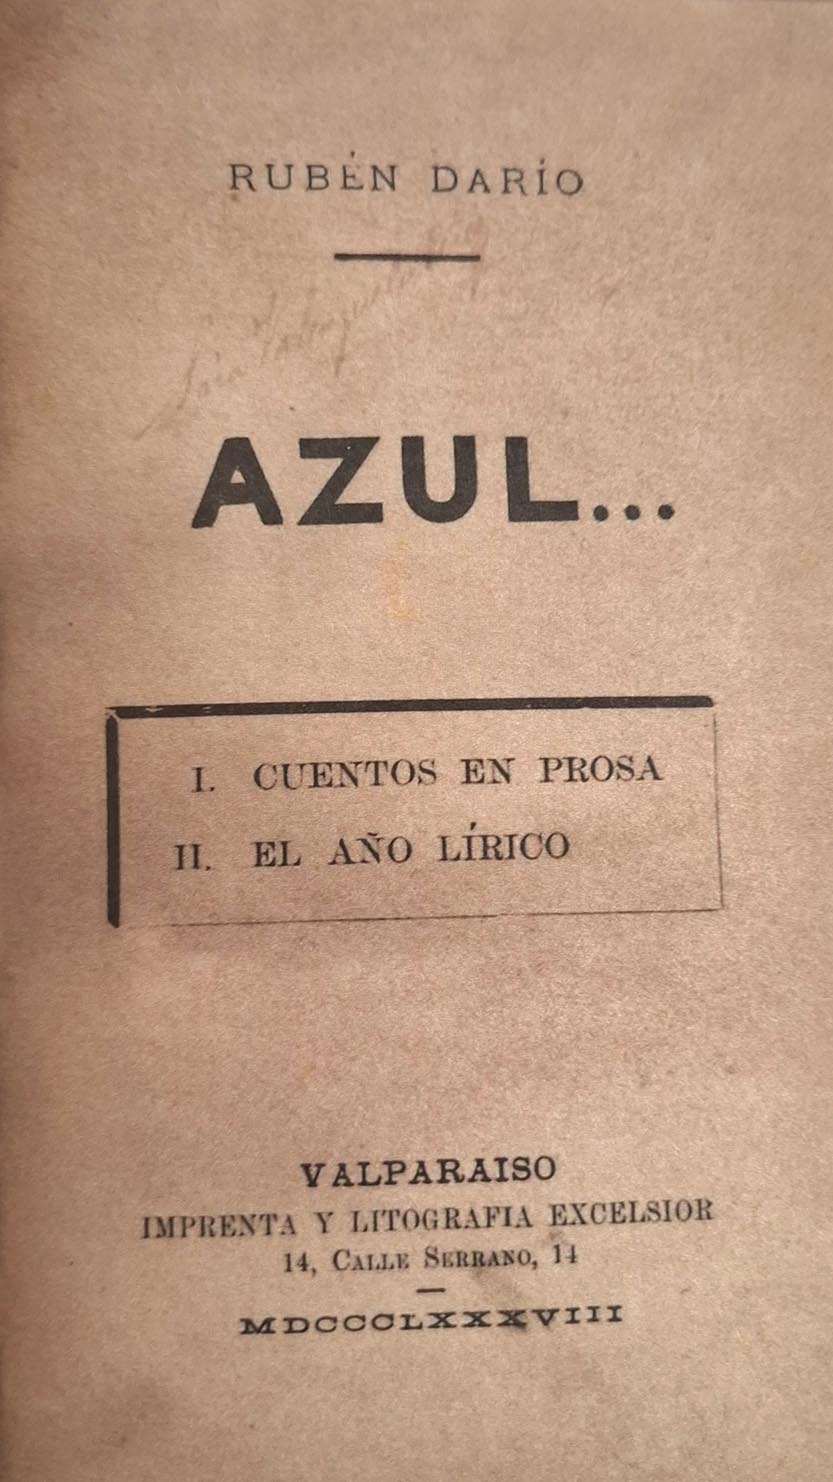 RUBÉN DARÍO
AZUL...
I. CUENTOS EN PROSA
II. EL AÑO LÍRICO
VALPARAISO
IMPRENTA Y LITOGRAFIA EXCELSIOR
14, CALLE SERRANO, 14
MDCCCLXXXVIII